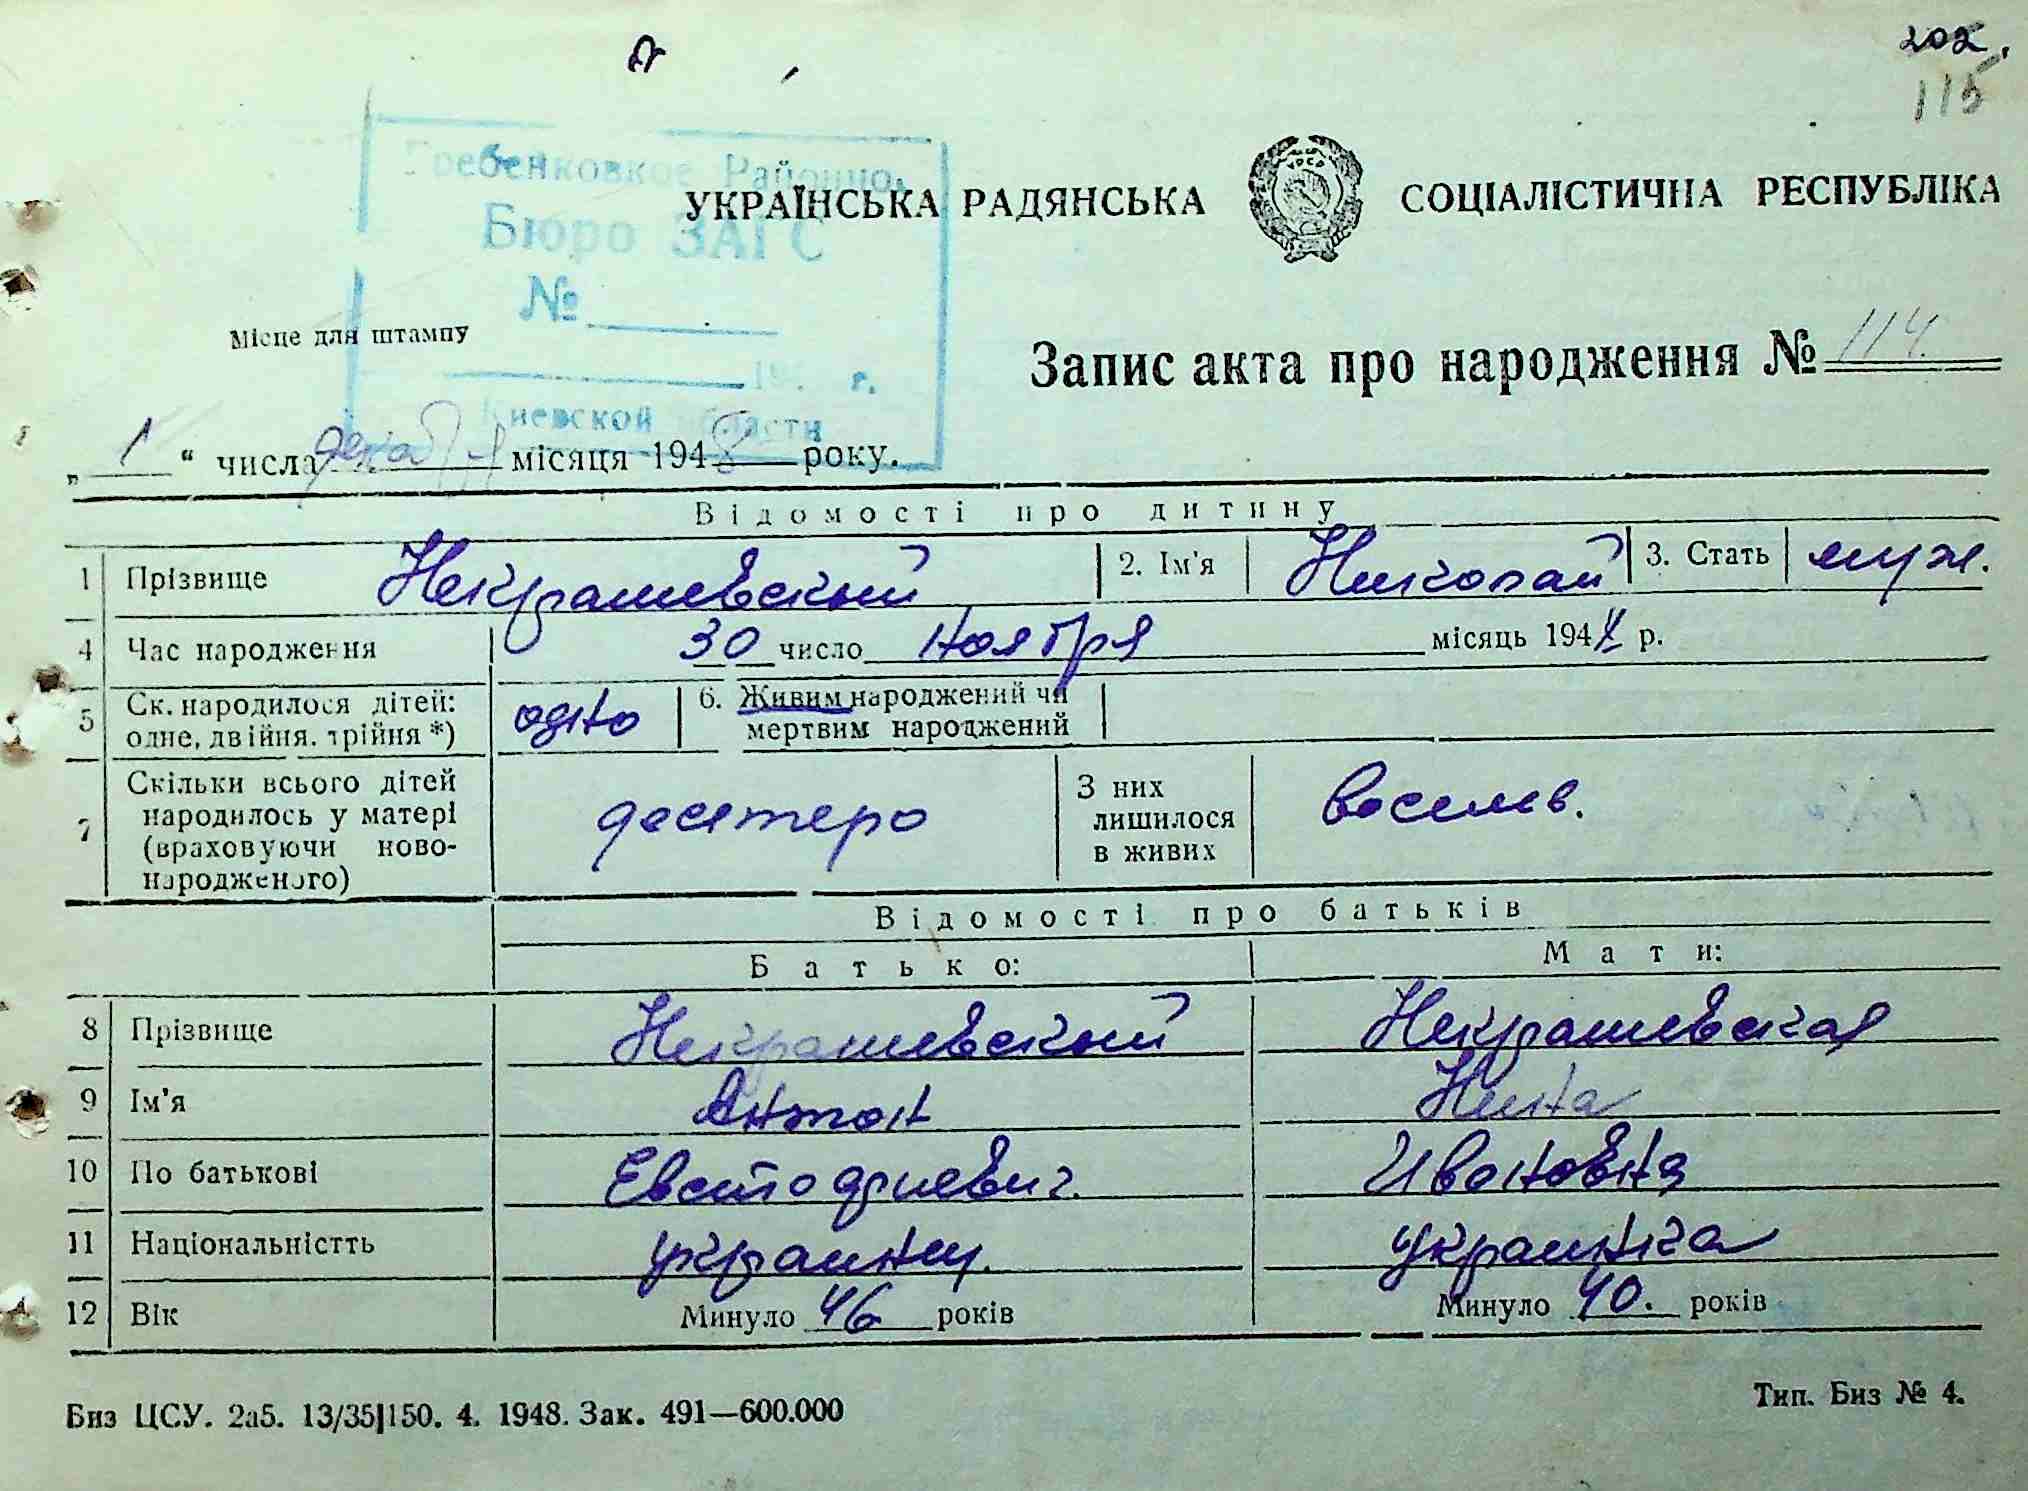 202.
115
Гребенковкое Районно.
Бюро ЗАГС
№
194 г.
Киевской области
УКРАЇНСЬКА РАДЯНСЬКА СОЦІАЛІСТИЧНА РЕСПУБЛІКА
Місце для штампу
Запис акта про народження № 114.
„ 1 “ числа декабря місяця 1948 року.
Відомості про дитину
1 Прізвище Некрашевский 2. Ім'я Николай 3. Стать муж.
4 Час народження 30 число ноября місяць 194 р.
5 Ск. народилося дітей: одне, двійня, трійня *) одно 6. Живим народжений чи мертвим народжений
7 Скільки всього дітей народилось у матері (враховуючи ново-народженого) десятеро З них лишилося в живих восемь.
Відомості про батьків
Батько: Мати:
8 Прізвище Некрашевский Некрашевская
9 Ім'я Антон Нина
10 По батькові Ивановна
11 Національністть украинец. украинка
12 Вік Минуло 46 років Минуло 40. років
Биз ЦСУ. 2а5. 13/35|150. 4. 1948. Зак. 491—600.000
Тип. Биз № 4.